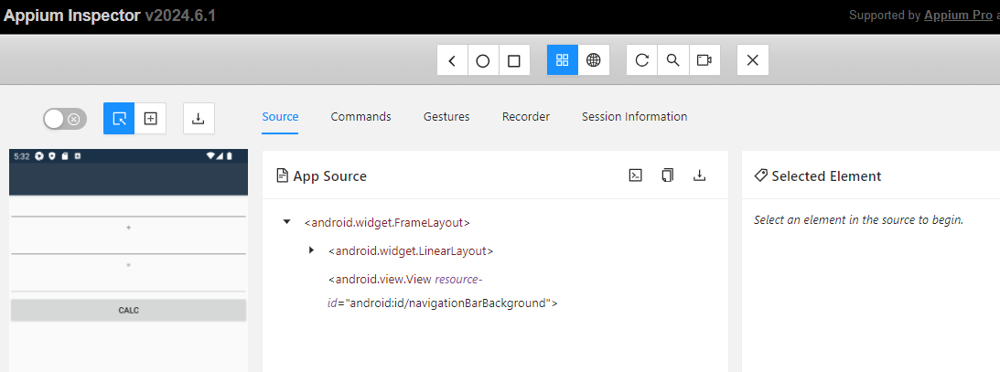 Appium Inspector v2024.6.1
Supported by Appium Pro a
Source Commands Gestures Recorder Session Information
5:32
+
=
CALC
App Source
<android.widget.FrameLayout>
<android.widget.LinearLayout>
<android.view.View resource-
id="android:id/navigationBarBackground">
Selected Element
Select an element in the source to begin.